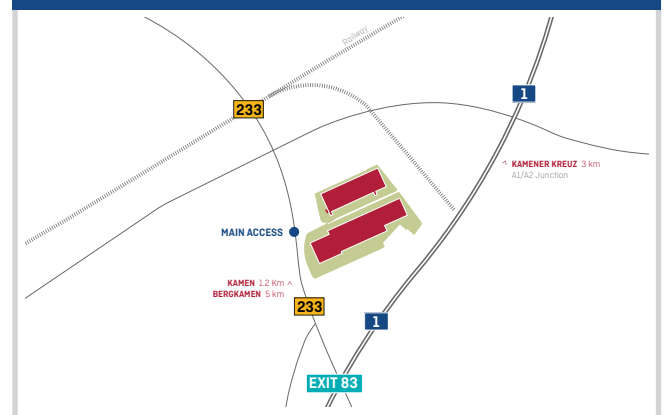 Railway
1
233
KAMENER KREUZ 3 km
A1/A2 Junction
MAIN ACCESS
KAMEN 1.2 Km
BERGKAMEN 5 km
233
1
EXIT 83